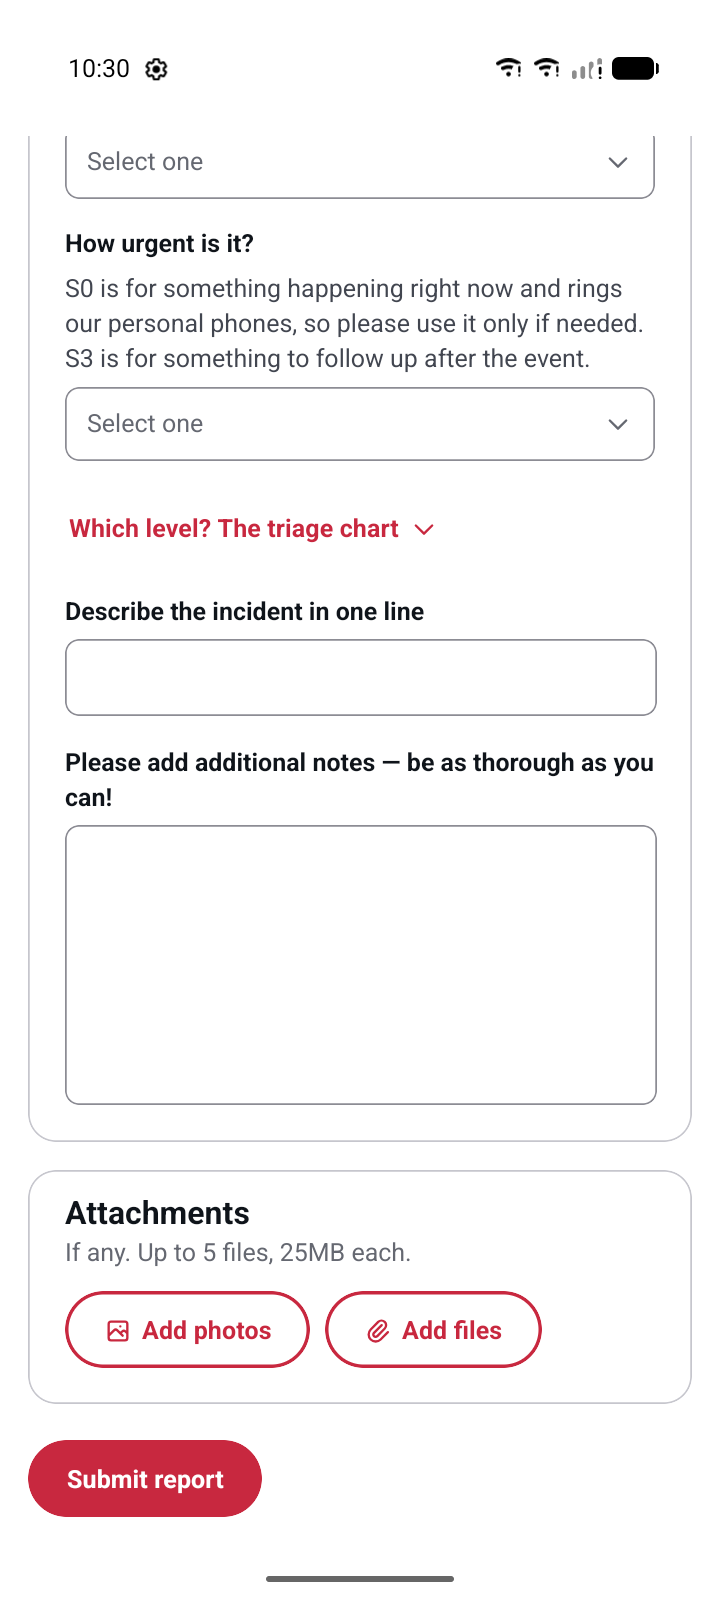 10:30
Select one
How urgent is it?
S0 is for something happening right now and rings
our personal phones, so please use it only if needed.
S3 is for something to follow up after the event.
Select one
Which level? The triage chart
Describe the incident in one line
Please add additional notes — be as thorough as you
can!
Attachments
If any. Up to 5 files, 25MB each.
Add photos
Add files
Submit report